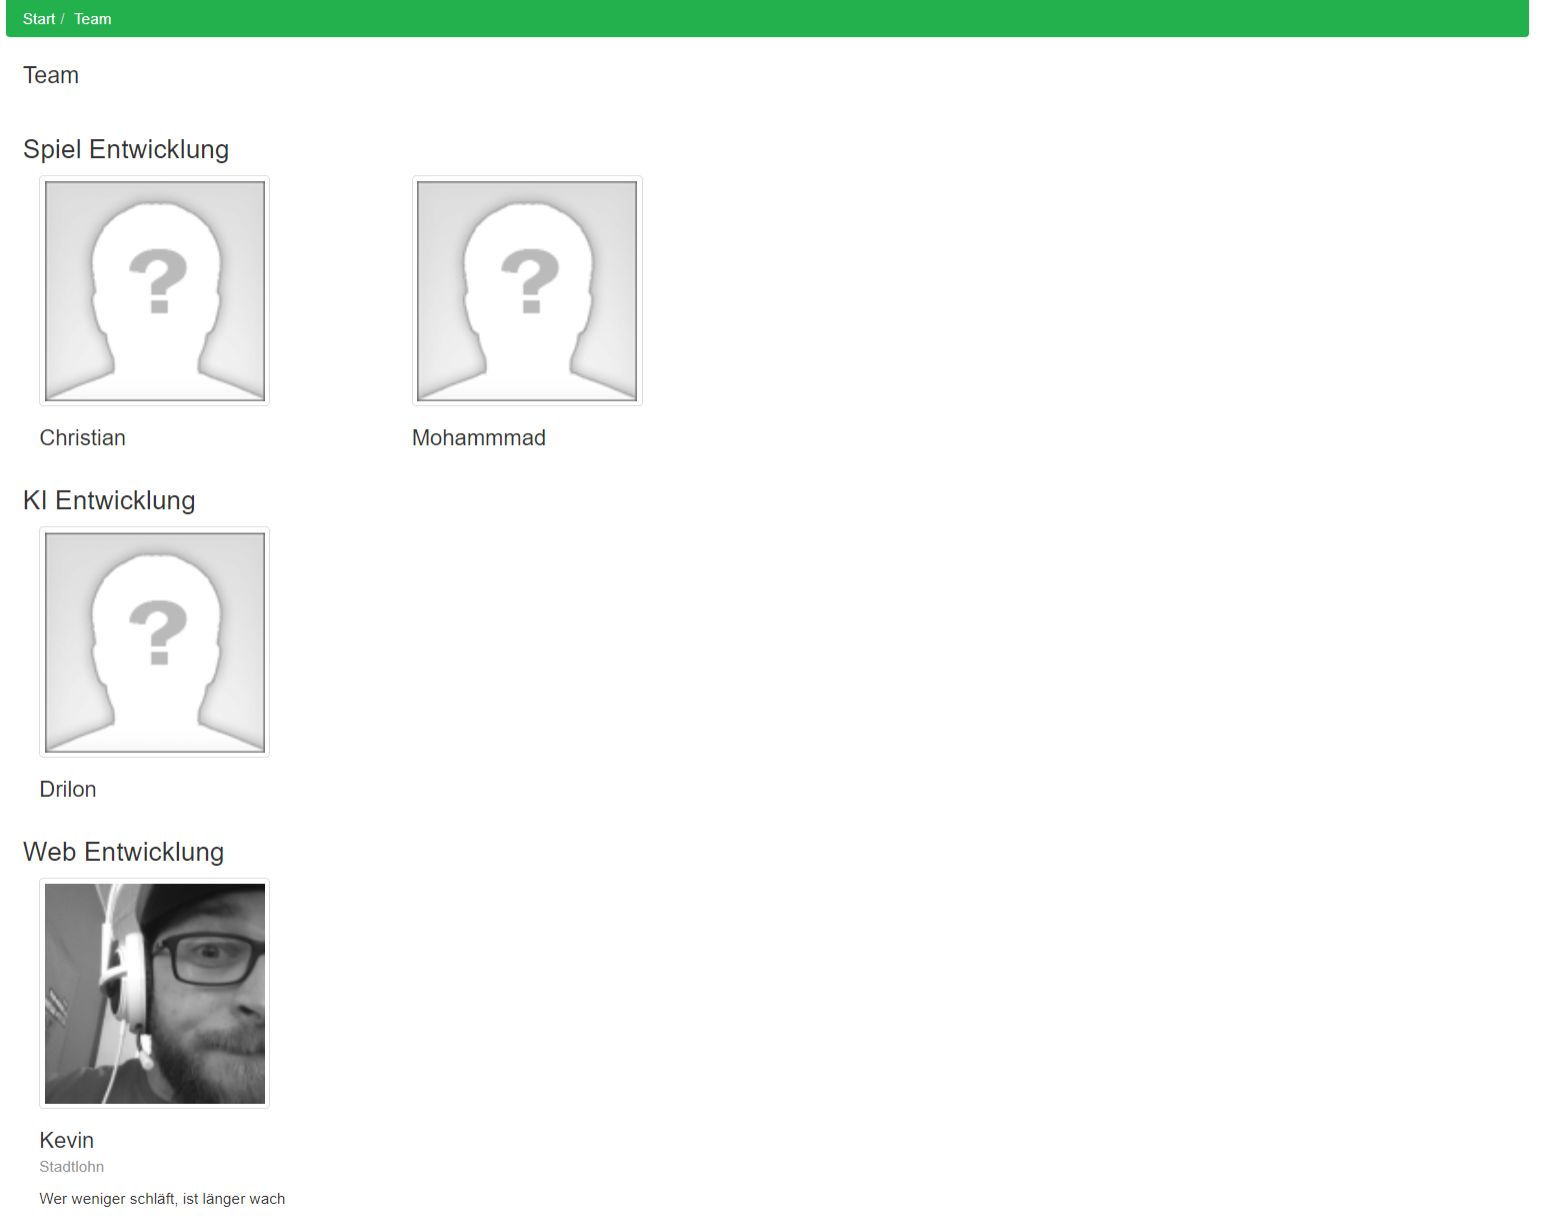 Start / Team
Team
Spiel Entwicklung
?
?
Christian
Mohammmad
KI Entwicklung
?
Drilon
Web Entwicklung
Kevin
Stadtlohn
Wer weniger schläft, ist länger wach